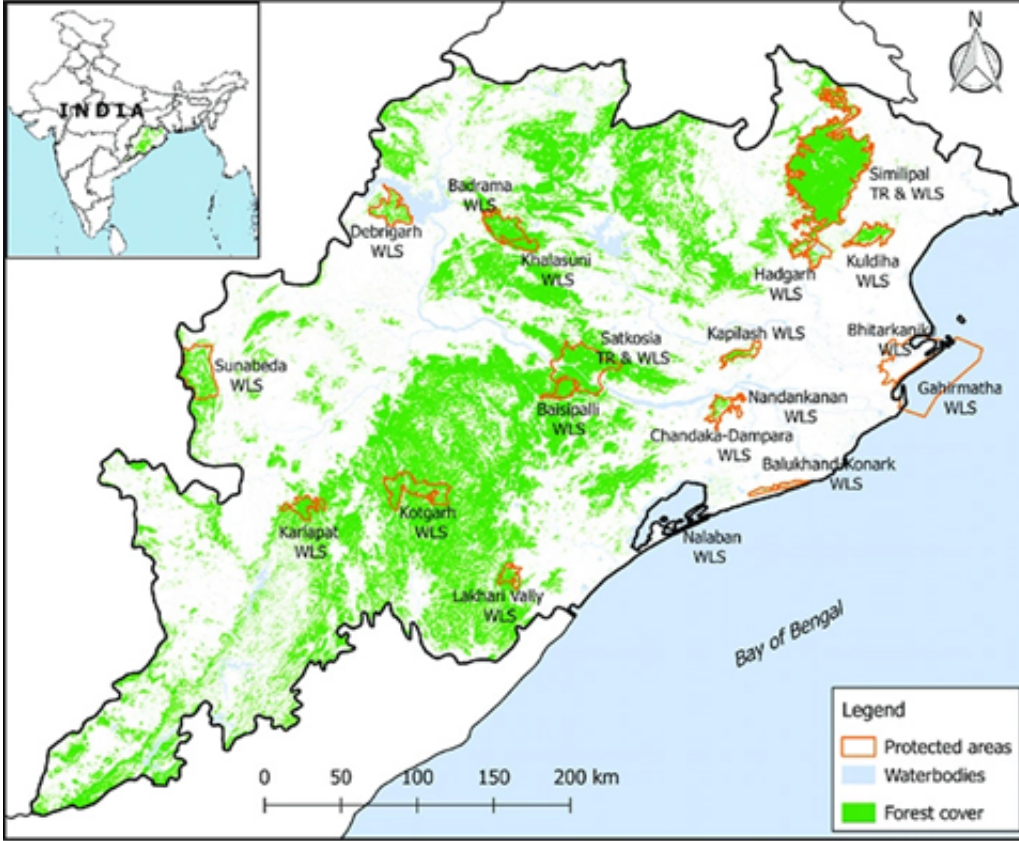 INDIA
N
Similipal
TR & WLS
Badrama
WLS
Debrigarh
WLS
Khalasuni
WLS
Hadgarh
WLS
Kuldiha
WLS
Satkosia
TR & WLS
Kapilash WLS
Bhitarkanika
WLS
Sunabeda
WLS
Baisipalli
WLS
Nandankanan
WLS
Gahirmatha
WLS
Chandaka-Dampara
WLS
Balukhand-Konark
WLS
Karlapat
WLS
Kotgarh
WLS
Nalaban
WLS
Lakhari Vally
WLS
Bay of Bengal
Legend
Protected areas
Waterbodies
Forest cover
0 50 100 150 200 km